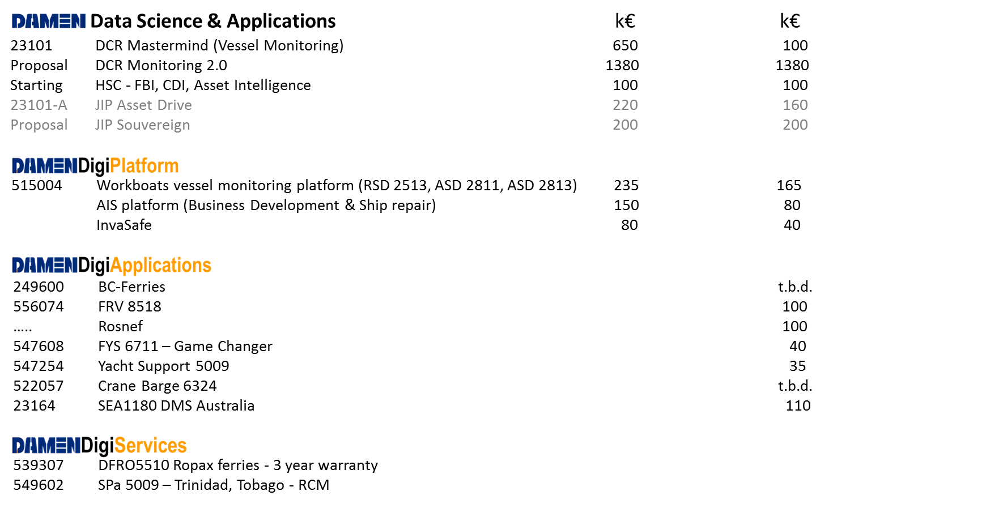 DAMEN Data Science & Applications k€ k€
23101 DCR Mastermind (Vessel Monitoring) 650 100
Proposal DCR Monitoring 2.0 1380 1380
Starting HSC - FBI, CDI, Asset Intelligence 100 100
23101-A JIP Asset Drive 220 160
Proposal JIP Souvereign 200 200
DAMENDigiPlatform
515004 Workboats vessel monitoring platform (RSD 2513, ASD 2811, ASD 2813) 235 165
AIS platform (Business Development & Ship repair) 150 80
InvaSafe 80 40
DAMENDigiApplications
249600 BC-Ferries t.b.d.
556074 FRV 8518 100
….. Rosnef 100
547608 FYS 6711 – Game Changer 40
547254 Yacht Support 5009 35
522057 Crane Barge 6324 t.b.d.
23164 SEA1180 DMS Australia 110
DAMENDigiServices
539307 DFRO5510 Ropax ferries - 3 year warranty
549602 SPa 5009 – Trinidad, Tobago - RCM